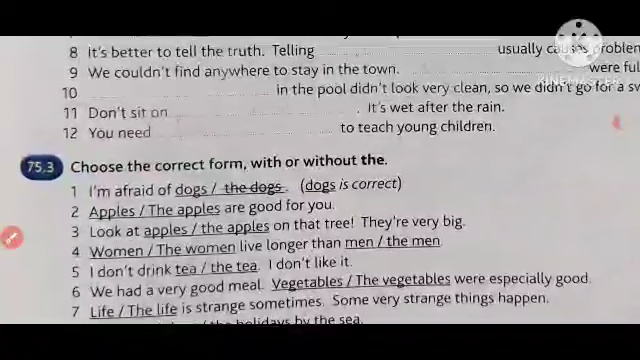 8 It's better to tell the truth. Telling usually causes problem
9 We couldn't find anywhere to stay in the town. were ful
10 in the pool didn't look very clean, so we didn't go for a sw
11 Don't sit on . It's wet after the rain.
12 You need to teach young children.
75.3 Choose the correct form, with or without the.
1 I'm afraid of dogs / the dogs. (dogs is correct)
2 Apples / The apples are good for you.
3 Look at apples / the apples on that tree! They're very big.
4 Women / The women live longer than men / the men
5 I don't drink tea / the tea. I don't like it.
6 We had a very good meal. Vegetables / The vegetables were especially good.
7 Life / The life is strange sometimes. Some very strange things happen.
/ the holidays by the sea.
KINEMASTER